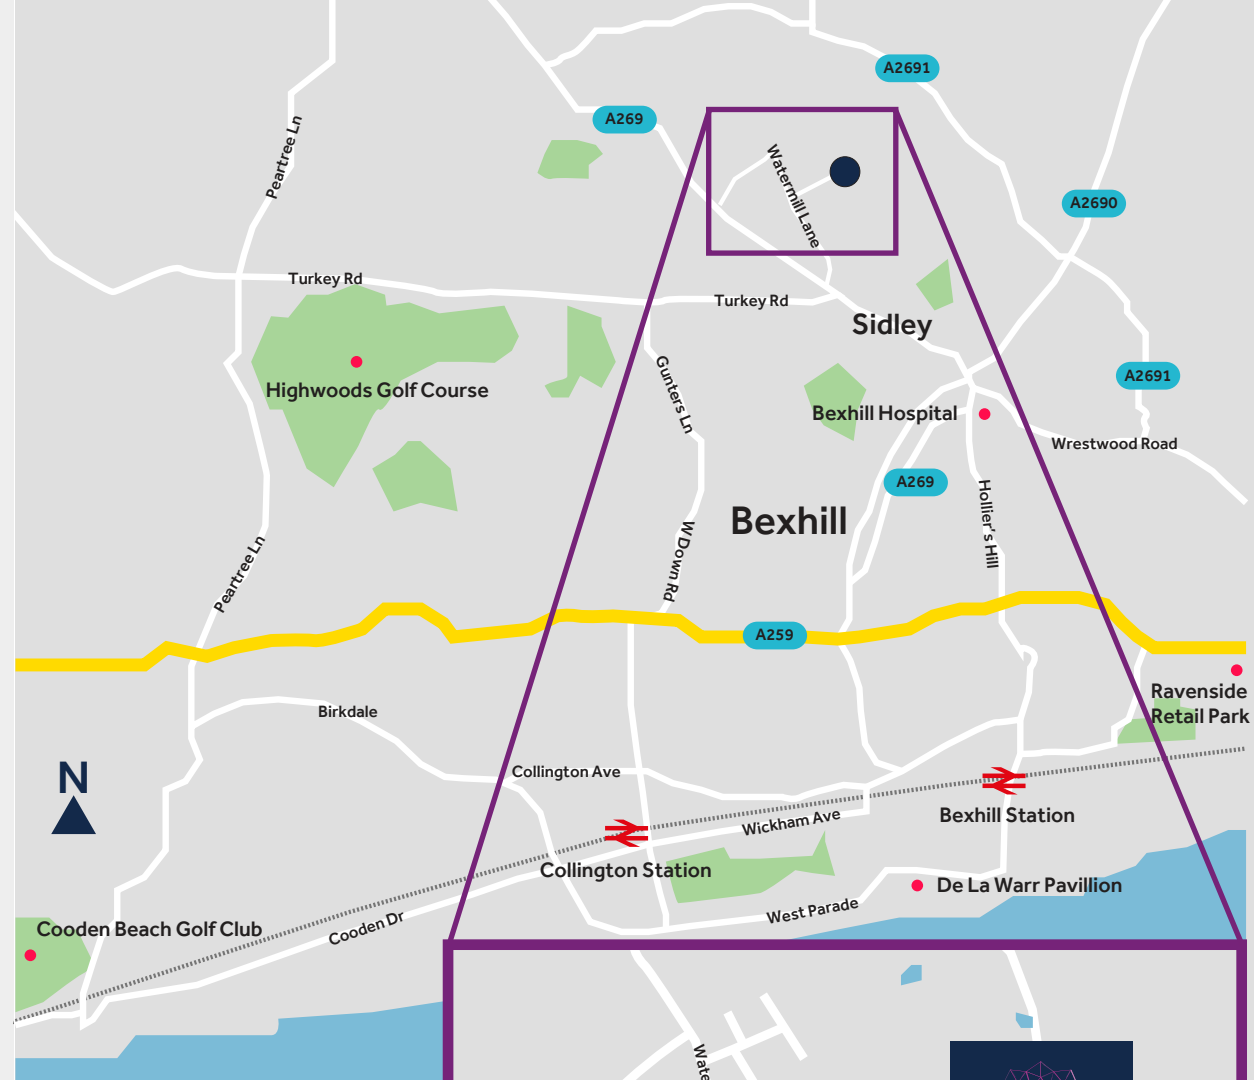 A2691
A269
Peartree Ln
Watermill Lane
A2690
Turkey Rd
Turkey Rd
Sidley
A2691
Highwoods Golf Course
Gunters Ln
Bexhill Hospital
Wrestwood Road
A269
Hollier's Hill
Bexhill
W Down Rd
Peartree Ln
A259
Ravenside
Retail Park
Birkdale
N
Collington Ave
Wickham Ave
Bexhill Station
Collington Station
De La Warr Pavillion
West Parade
Cooden Dr
Cooden Beach Golf Club
Wate